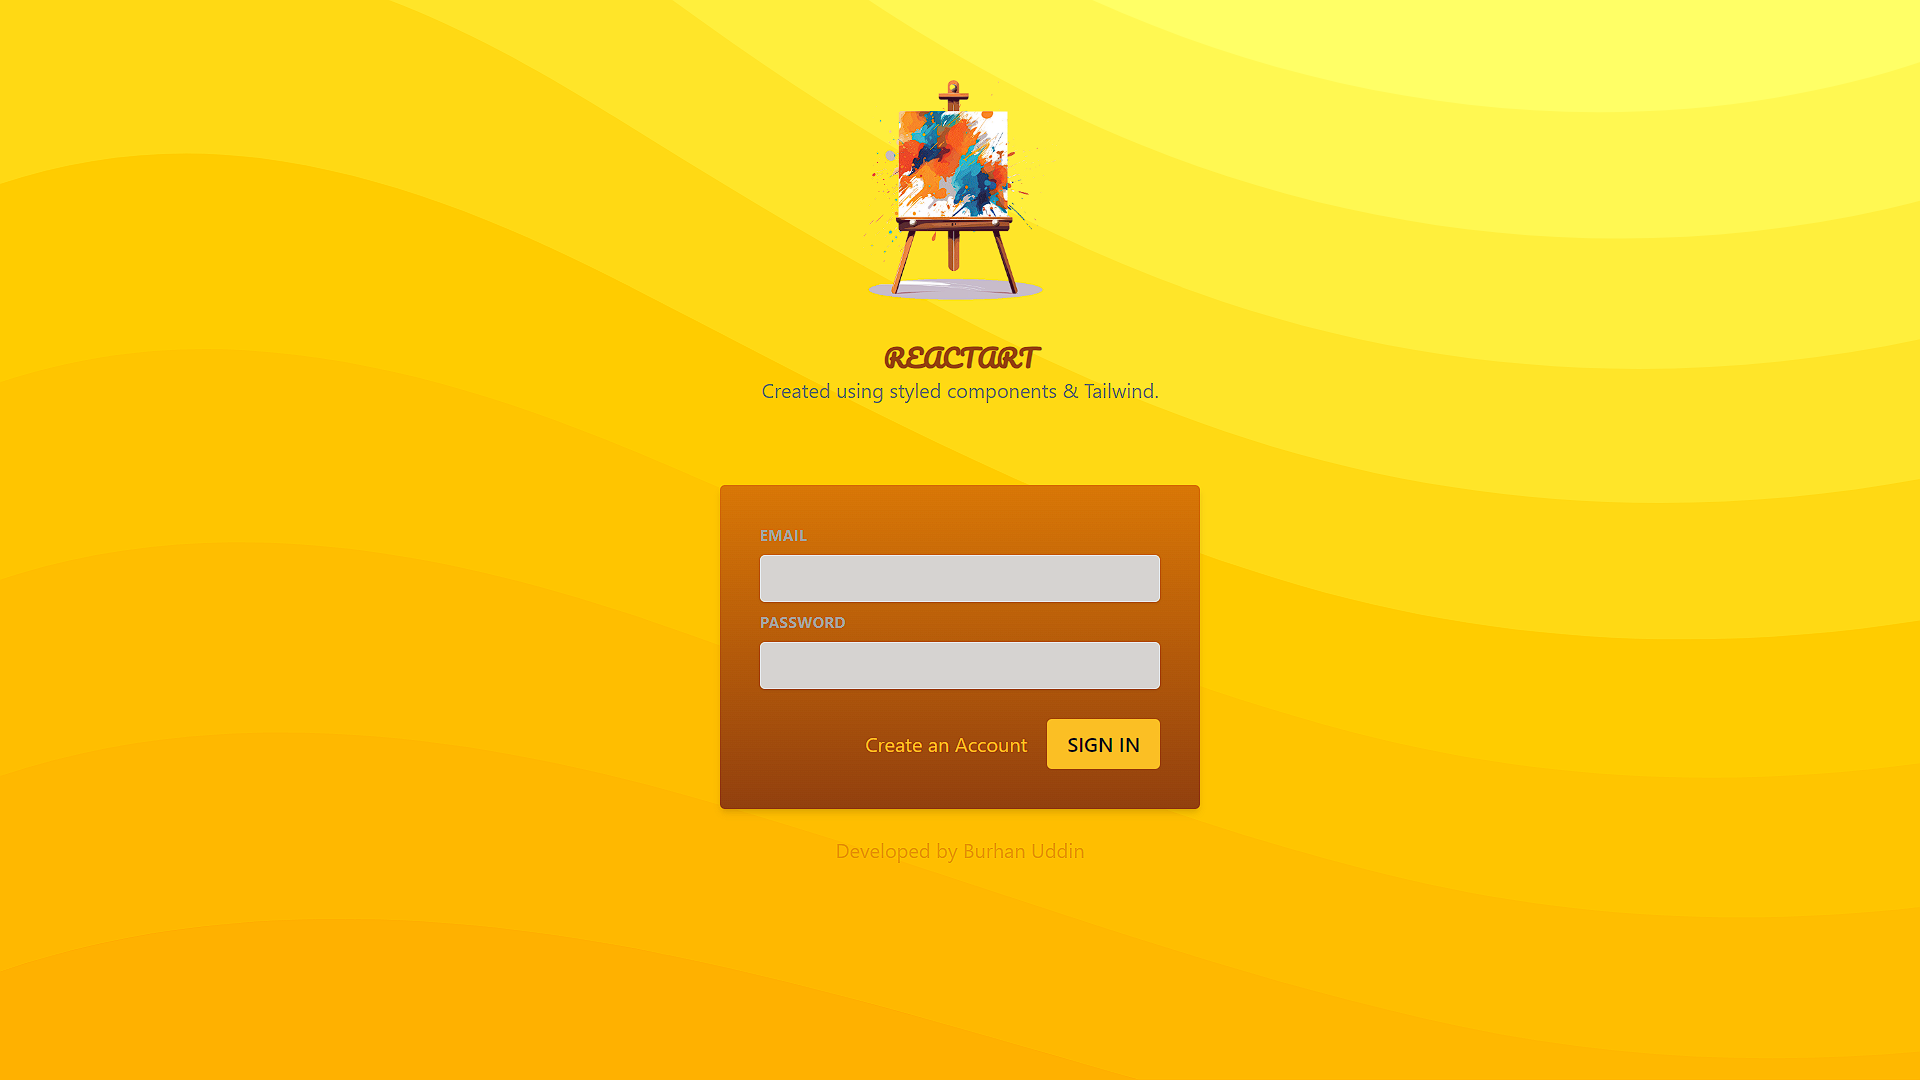 REACTART
Created using styled components & Tailwind.
EMAIL
PASSWORD
Create an Account SIGN IN
Developed by Burhan Uddin